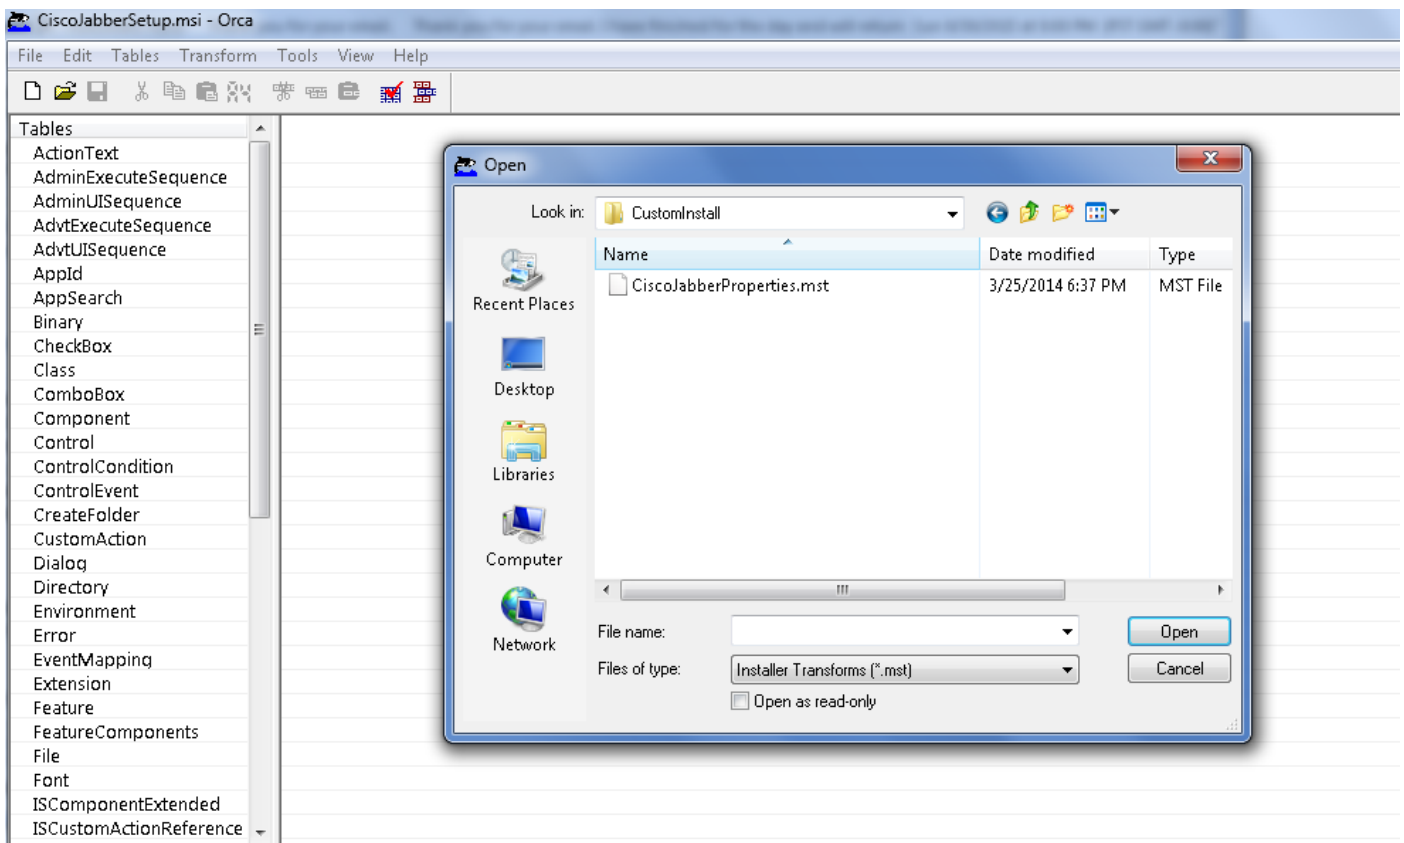 CiscoJabberSetup.msi - Orca
File Edit Tables Transform Tools View Help
Tables
ActionText
AdminExecuteSequence
AdminUISequence
AdvtExecuteSequence
AdvtUISequence
AppId
AppSearch
Binary
CheckBox
Class
ComboBox
Component
Control
ControlCondition
ControlEvent
CreateFolder
CustomAction
Dialog
Directory
Environment
Error
EventMapping
Extension
Feature
FeatureComponents
File
Font
ISComponentExtended
ISCustomActionReference
Open
Look in: CustomInstall
Name Date modified Type
CiscoJabberProperties.mst 3/25/2014 6:37 PM MST File
Recent Places
Desktop
Libraries
Computer
Network
File name: Open
Files of type: Installer Transforms (*.mst) Cancel
Open as read-only